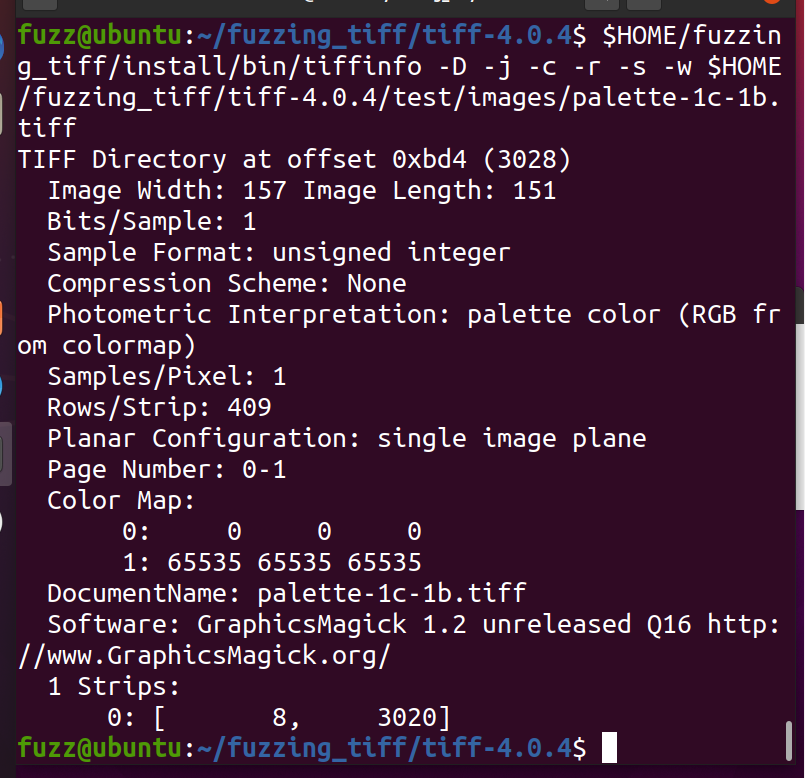 fuzz@ubuntu:~/fuzzing_tiff/tiff-4.0.4$ $HOME/fuzzin
g_tiff/install/bin/tiffinfo -D -j -c -r -s -w $HOME
/fuzzing_tiff/tiff-4.0.4/test/images/palette-1c-1b.
tiff
TIFF Directory at offset 0xbd4 (3028)
  Image Width: 157 Image Length: 151
  Bits/Sample: 1
  Sample Format: unsigned integer
  Compression Scheme: None
  Photometric Interpretation: palette color (RGB fr
om colormap)
  Samples/Pixel: 1
  Rows/Strip: 409
  Planar Configuration: single image plane
  Page Number: 0-1
  Color Map:
       0:     0     0     0
       1: 65535 65535 65535
  DocumentName: palette-1c-1b.tiff
  Software: GraphicsMagick 1.2 unreleased Q16 http:
//www.GraphicsMagick.org/
  1 Strips:
      0: [       8,     3020]
fuzz@ubuntu:~/fuzzing_tiff/tiff-4.0.4$